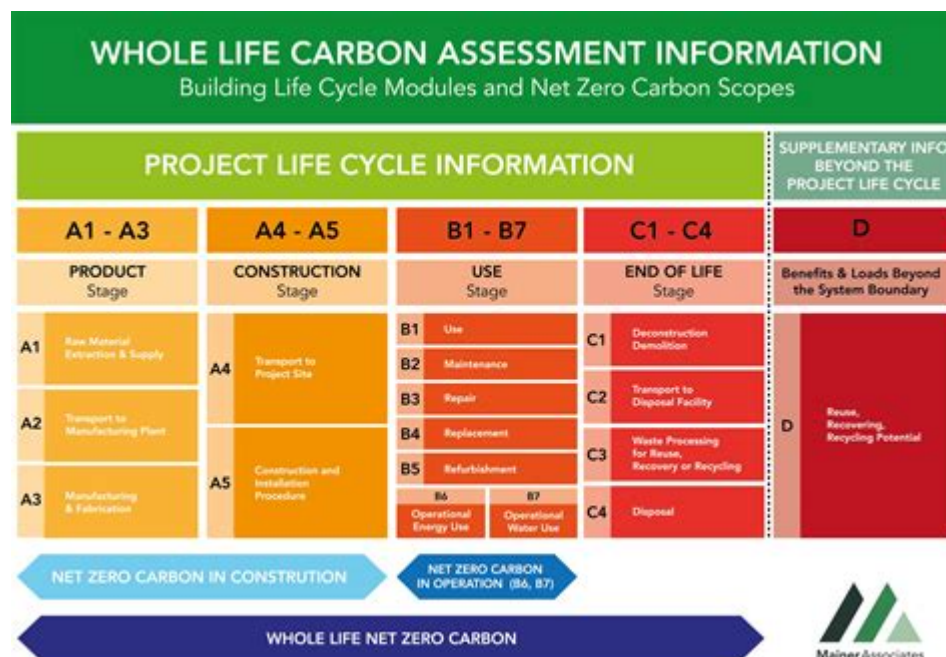 WHOLE LIFE CARBON ASSESSMENT INFORMATION
Building Life Cycle Modules and Net Zero Carbon Scopes
PROJECT LIFE CYCLE INFORMATION
SUPPLEMENTARY INFO
BEYOND THE
PROJECT LIFE CYCLE
A1 - A3
PRODUCT
Stage
A1
Raw Material
Extraction & Supply
A2
Transport to
Manufacturing Plant
A3
Manufacturing
& Fabrication
A4 - A5
CONSTRUCTION
Stage
A4
Transport to
Project Site
A5
Construction and
Installation
Procedure
B1 - B7
USE
Stage
B1 Use
B2 Maintenance
B3 Repair
B4 Replacement
B5 Refurbishment
B6
Operational
Energy Use
B7
Operational
Water Use
C1 - C4
END OF LIFE
Stage
C1
Deconstruction
Demolition
C2
Transport to
Disposal Facility
C3
Waste Processing
for Reuse,
Recovery or Recycling
C4 Disposal
D
Benefits & Loads Beyond
the System Boundary
D
Reuse,
Recovering,
Recycling Potential
NET ZERO CARBON IN CONSTRUTION
NET ZERO CARBON
IN OPERATION (B6, B7)
WHOLE LIFE NET ZERO CARBON
Mainer Associates